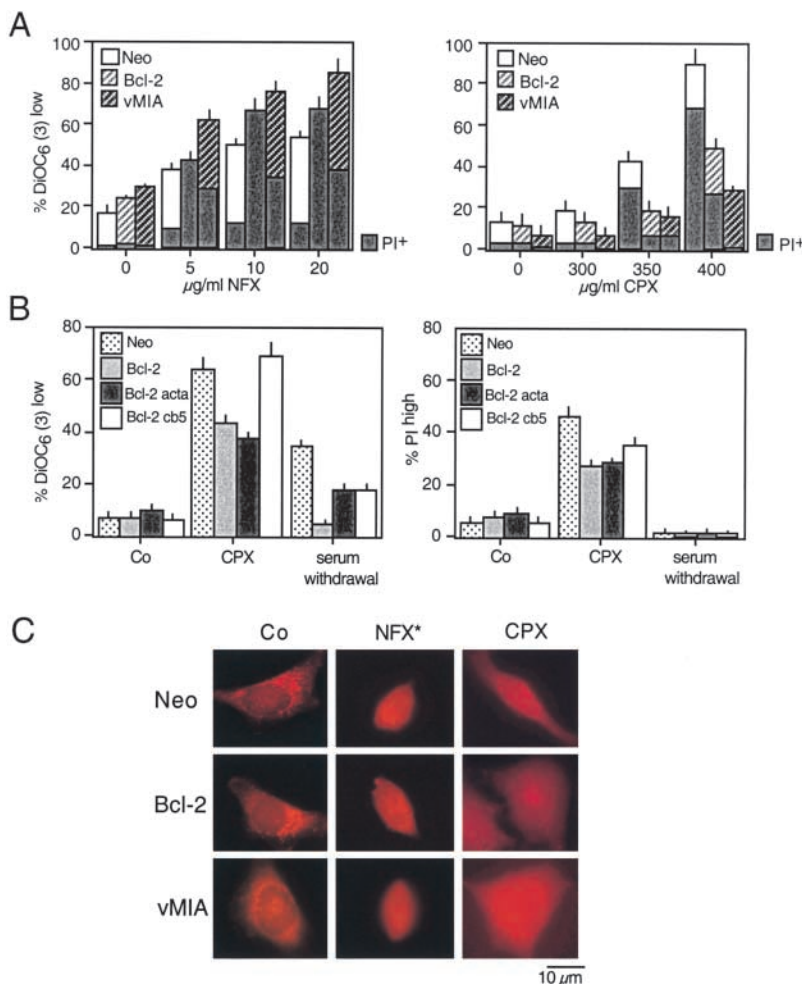 A
100
80
60
40
20
0
% DiOC6 (3) low
Neo
Bcl-2
vMIA
0 5 10 20
µg/ml NFX
PI+
100
80
60
40
20
0
% DiOC6 (3) low
Neo
Bcl-2
vMIA
0 300 350 400
µg/ml CPX
PI+
B
80
60
40
20
0
% DiOC6 (3) low
Neo
Bcl-2
Bcl-2 acta
Bcl-2 cb5
Co CPX serum
withdrawal
80
60
40
20
0
% PI high
Neo
Bcl-2
Bcl-2 acta
Bcl-2 cb5
Co CPX serum
withdrawal
C
Co NFX* CPX
Neo
Bcl-2
vMIA
10 µm